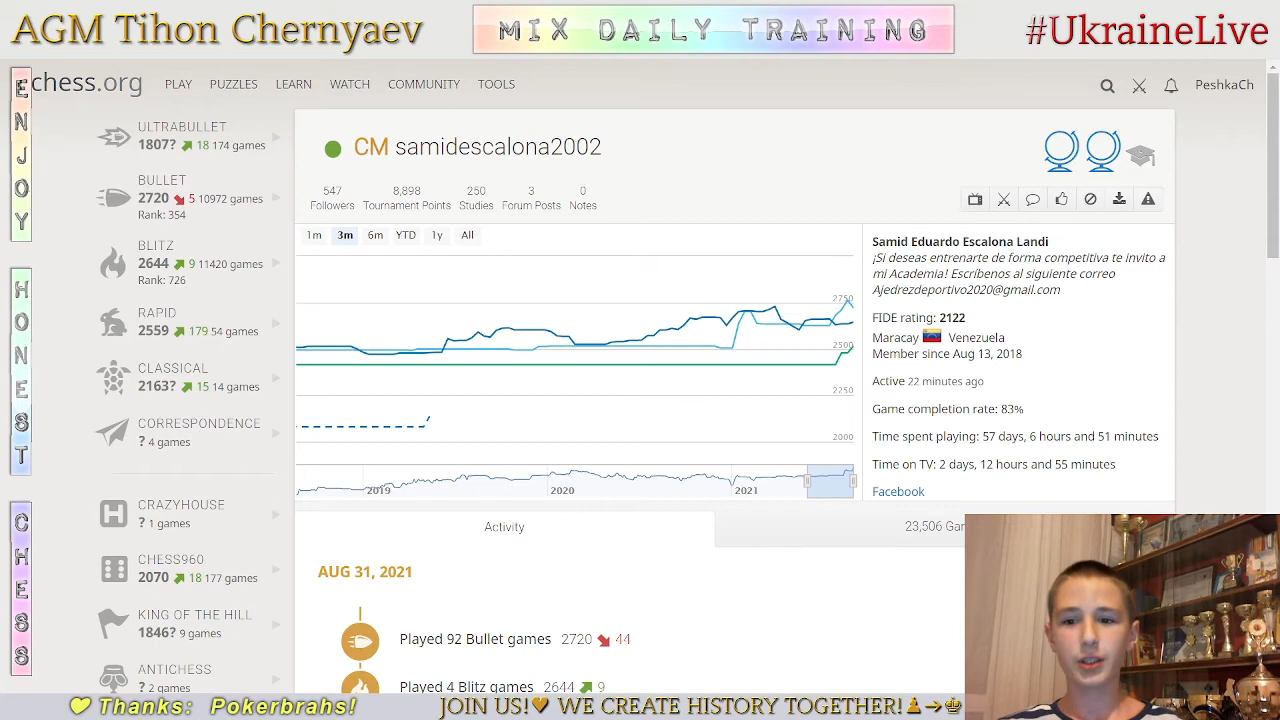 AGM Tihon Chernyaev
MIX DAILY TRAINING
#UkraineLive
ENJOY
HONEST
CHESS
chess.org
PLAY PUZZLES LEARN WATCH COMMUNITY TOOLS
PeshkaCh
ULTRABULLET
1807? 18 174 games
BULLET
2720 5 10972 games
Rank: 354
BLITZ
2644 9 11420 games
Rank: 726
RAPID
2559 179 54 games
CLASSICAL
2163? 15 14 games
CORRESPONDENCE
? 4 games
CRAZYHOUSE
? 1 games
CHESS960
2070 18 177 games
KING OF THE HILL
1846? 9 games
ANTICHESS
? 2 games
CM samidescalona2002
547 8,898 250 3 0
Followers Tournament Points Studies Forum Posts Notes
1m 3m 6m YTD 1y All
2750
2500
2250
2000
2019 2020 2021
Samid Eduardo Escalona Landi
¡Si deseas entrenarte de forma competitiva te invito a
mi Academia! Escríbenos al siguiente correo
Ajedrezdeportivo2020@gmail.com
FIDE rating: 2122
Maracay Venezuela
Member since Aug 13, 2018
Active 22 minutes ago
Game completion rate: 83%
Time spent playing: 57 days, 6 hours and 51 minutes
Time on TV: 2 days, 12 hours and 55 minutes
Facebook
Activity
23,506 Gam
AUG 31, 2021
Played 92 Bullet games 2720 44
Played 4 Blitz games 2644 9
Thanks: Pokerbrahs!
JOIN US! WE CREATE HISTORY TOGETHER!